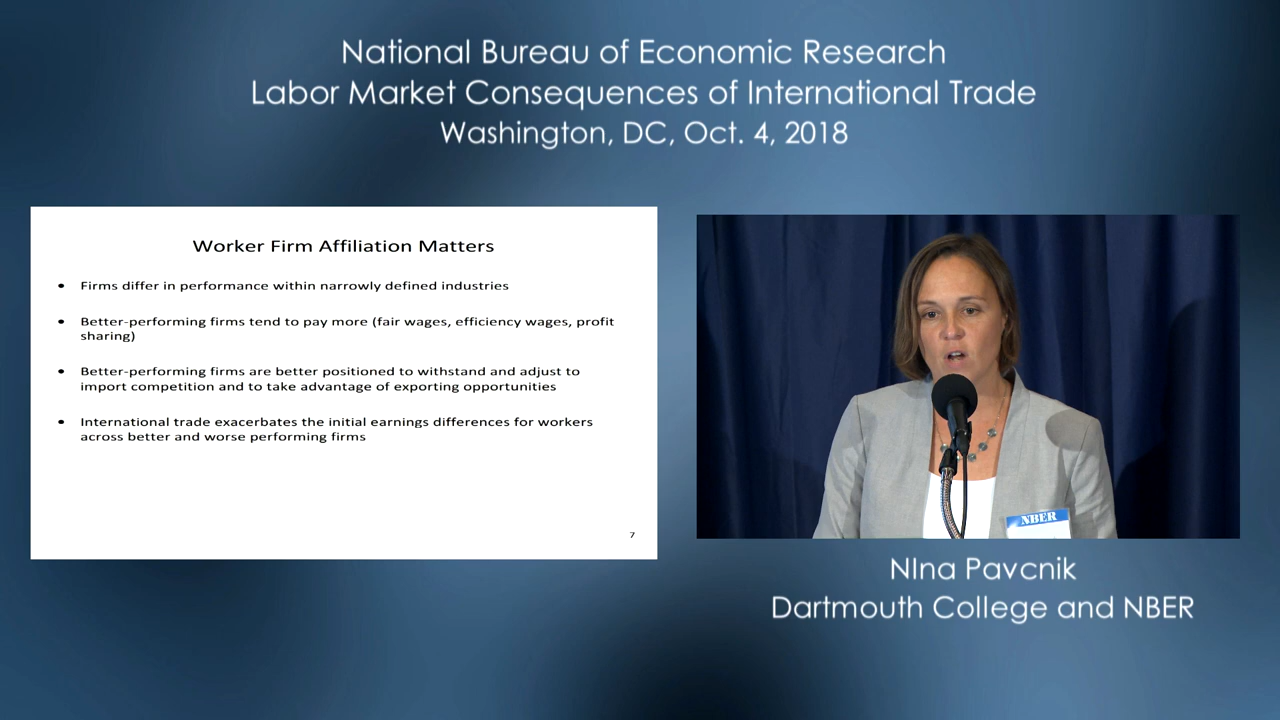 National Bureau of Economic Research
Labor Market Consequences of International Trade
Washington, DC, Oct. 4, 2018
Worker Firm Affiliation Matters
• Firms differ in performance within narrowly defined industries
• Better-performing firms tend to pay more (fair wages, efficiency wages, profit
sharing)
• Better-performing firms are better positioned to withstand and adjust to
import competition and to take advantage of exporting opportunities
• International trade exacerbates the initial earnings differences for workers
across better and worse performing firms
7
NBER
NIna Pavcnik
Dartmouth College and NBER